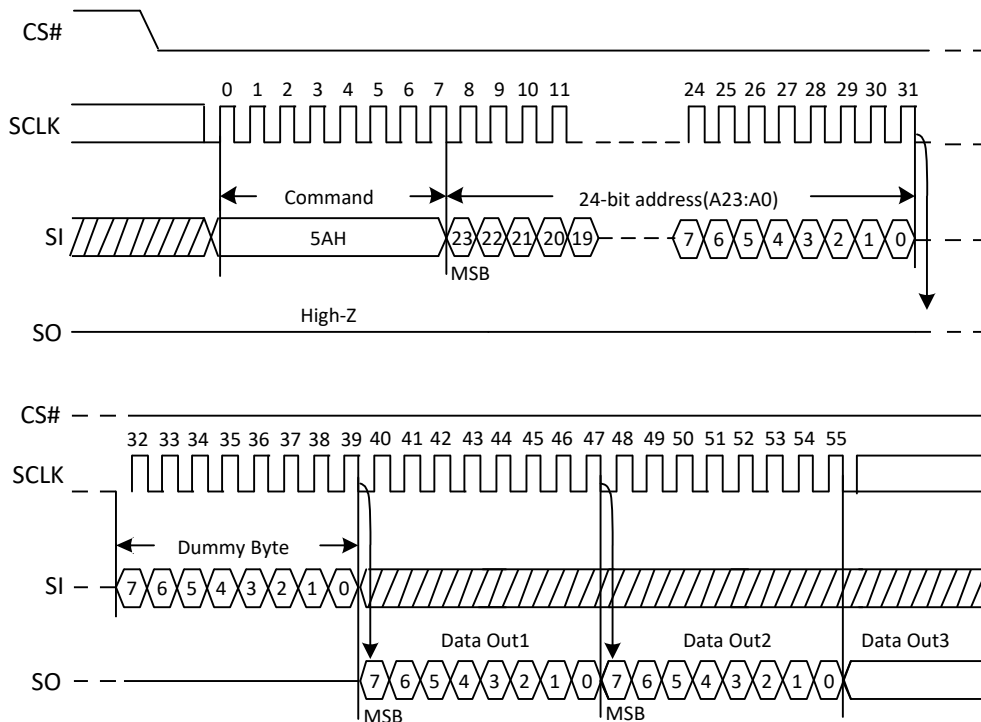 CS#
0 1 2 3 4 5 6 7 8 9 10 11 24 25 26 27 28 29 30 31
SCLK
Command 24-bit address(A23:A0)
SI 5AH 23 22 21 20 19 7 6 5 4 3 2 1 0
MSB
High-Z
SO
CS#
32 33 34 35 36 37 38 39 40 41 42 43 44 45 46 47 48 49 50 51 52 53 54 55
SCLK
Dummy Byte
SI 7 6 5 4 3 2 1 0
Data Out1 Data Out2 Data Out3
SO 7 6 5 4 3 2 1 0 7 6 5 4 3 2 1 0
MSB MSB